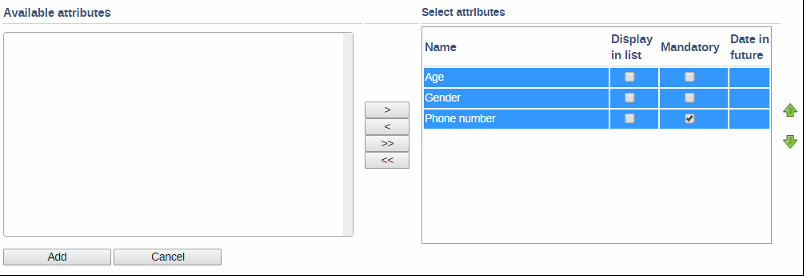 Available attributes
Select attributes
Name
Display in list
Mandatory
Date in future
Age
Gender
Phone number
>
<
>>
<<
Add
Cancel